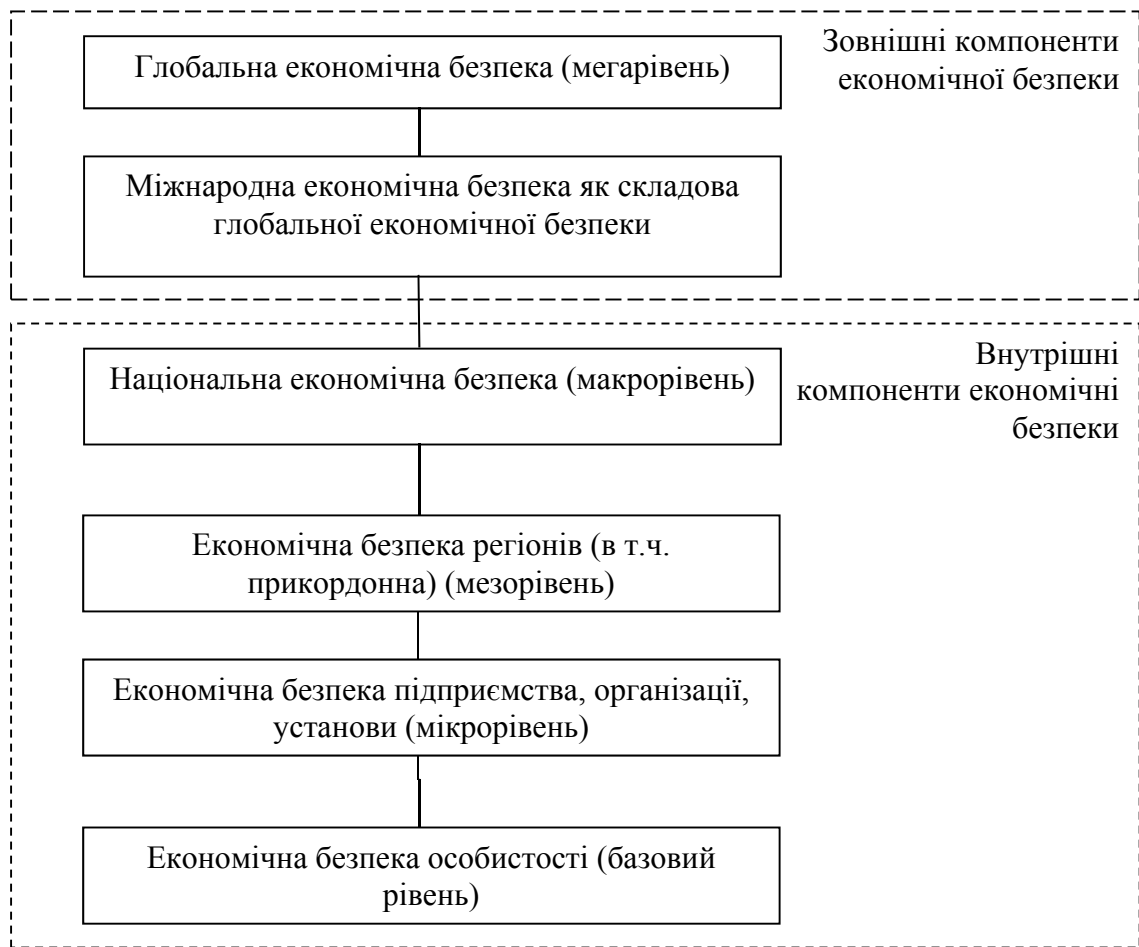 Зовнішні компоненти
економічної безпеки
Глобальна економічна безпека (мегарівень)
Міжнародна економічна безпека як складова
глобальної економічної безпеки
Внутрішні
компоненти економічні
безпеки
Національна економічна безпека (макрорівень)
Економічна безпека регіонів (в т.ч.
прикордонна) (мезорівень)
Економічна безпека підприємства, організації,
установи (мікрорівень)
Економічна безпека особистості (базовий
рівень)